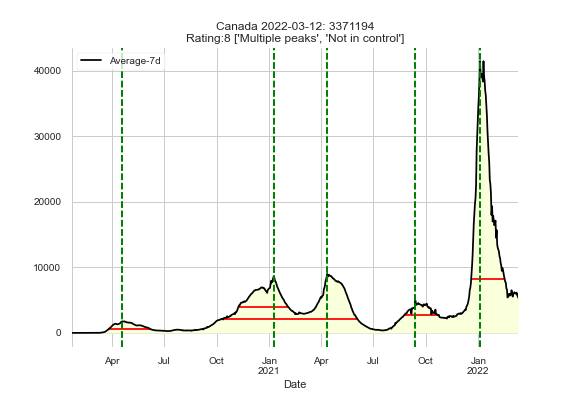 Canada 2022-03-12: 3371194
Rating:8 ['Multiple peaks', 'Not in control']
Average-7d
40000
30000
20000
10000
0
Apr Jul Oct Jan Apr Jul Oct Jan
2021 2022
Date